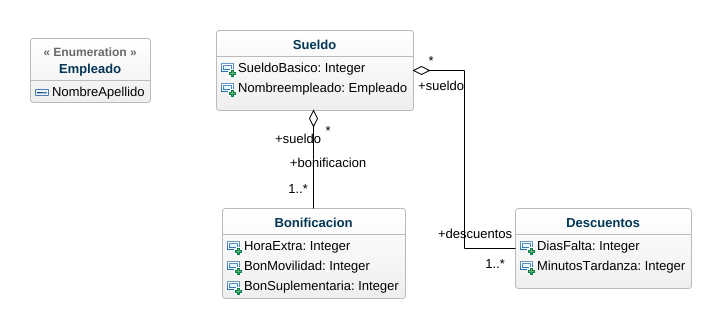 « Enumeration »
Empleado
NombreApellido
Sueldo
SueldoBasico: Integer
Nombreempleado: Empleado
*
+sueldo
*
+sueldo
+bonificacion
1..*
Bonificacion
HoraExtra: Integer
BonMovilidad: Integer
BonSuplementaria: Integer
+descuentos
1..*
Descuentos
DiasFalta: Integer
MinutosTardanza: Integer